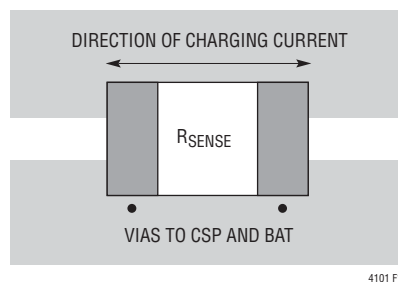 DIRECTION OF CHARGING CURRENT
RSENSE
VIAS TO CSP AND BAT
4101 F